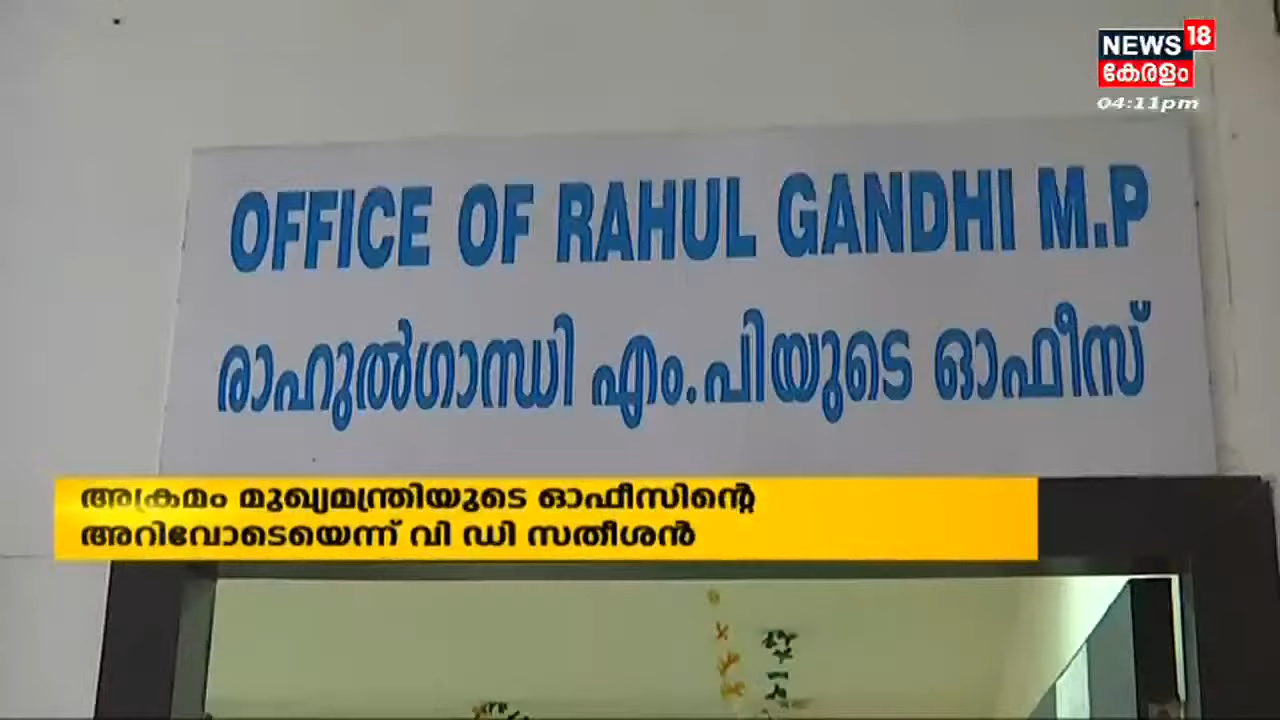 NEWS 18
കേരളം
04:11pm
OFFICE OF RAHUL GANDHI M.P
രാഹുൽഗാന്ധി എം.പിയുടെ ഓഫീസ്
അക്രമം മുഖ്യമന്ത്രിയുടെ ഓഫീസിന്റെ
അറിവോടെയെന്ന് വി ഡി സതീശൻ